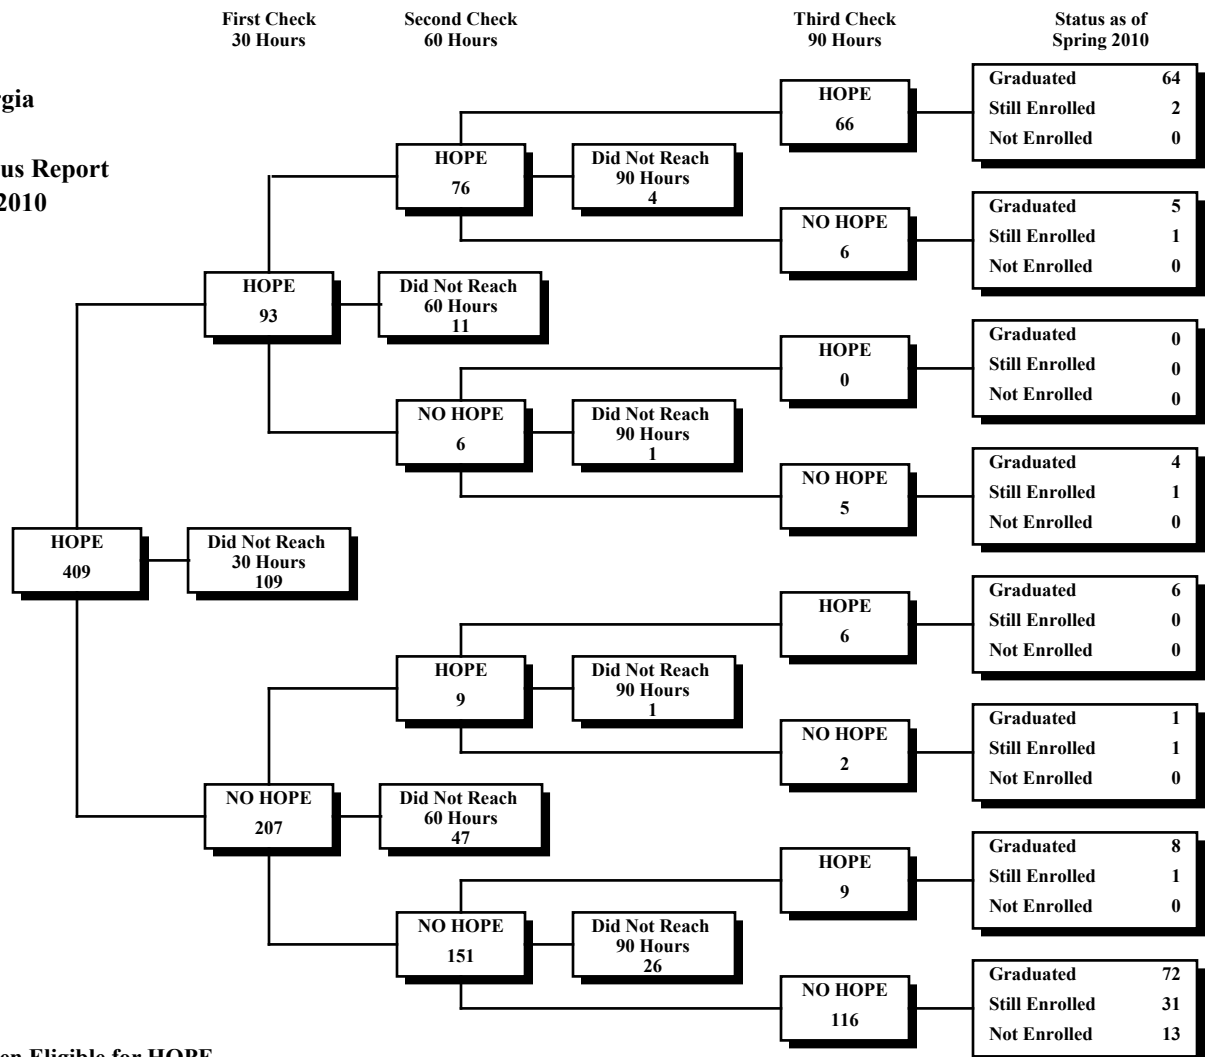 First Check
30 Hours
Second Check
60 Hours
Third Check
90 Hours
Status as of
Spring 2010
rgia
us Report
2010
HOPE
409
Did Not Reach
30 Hours
109
HOPE
93
Did Not Reach
60 Hours
11
NO HOPE
207
Did Not Reach
60 Hours
47
HOPE
76
Did Not Reach
90 Hours
4
NO HOPE
6
Did Not Reach
90 Hours
1
HOPE
9
Did Not Reach
90 Hours
1
NO HOPE
151
Did Not Reach
90 Hours
26
HOPE
66
Graduated 64
Still Enrolled 2
Not Enrolled 0
NO HOPE
6
Graduated 5
Still Enrolled 1
Not Enrolled 0
HOPE
0
Graduated 0
Still Enrolled 0
Not Enrolled 0
NO HOPE
5
Graduated 4
Still Enrolled 1
Not Enrolled 0
HOPE
6
Graduated 6
Still Enrolled 0
Not Enrolled 0
NO HOPE
2
Graduated 1
Still Enrolled 1
Not Enrolled 0
HOPE
9
Graduated 8
Still Enrolled 1
Not Enrolled 0
NO HOPE
116
Graduated 72
Still Enrolled 31
Not Enrolled 13
en Eligible for HOPE